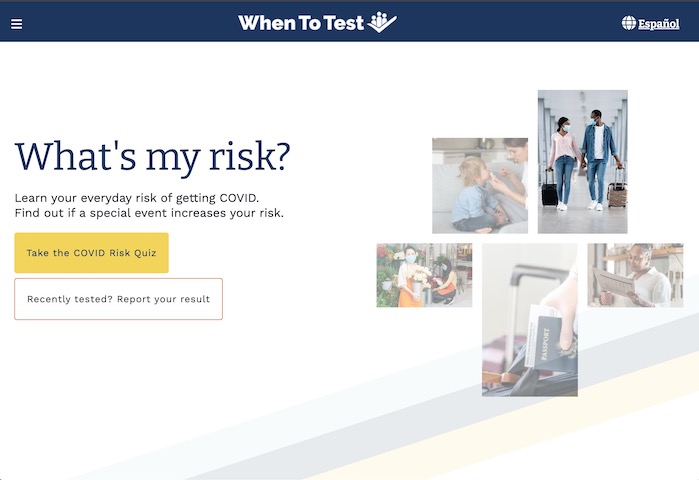 When To Test
Español
What's my risk?
Learn your everyday risk of getting COVID.
Find out if a special event increases your risk.
Take the COVID Risk Quiz
Recently tested? Report your result
PASSPORT